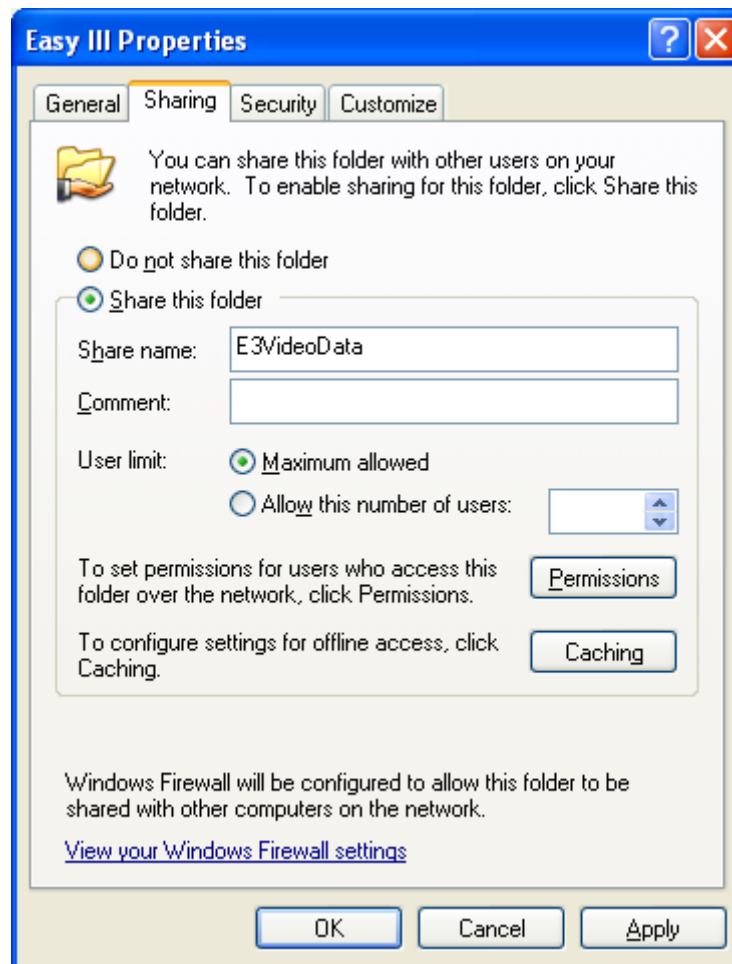 Easy III Properties
General Sharing Security Customize
You can share this folder with other users on your
network.  To enable sharing for this folder, click Share this
folder.
Do not share this folder
Share this folder
Share name: E3VideoData
Comment:
User limit: Maximum allowed
Allow this number of users:
To set permissions for users who access this
folder over the network, click Permissions.
Permissions
To configure settings for offline access, click
Caching.
Caching
Windows Firewall will be configured to allow this folder to be
shared with other computers on the network.
View your Windows Firewall settings
OK Cancel Apply